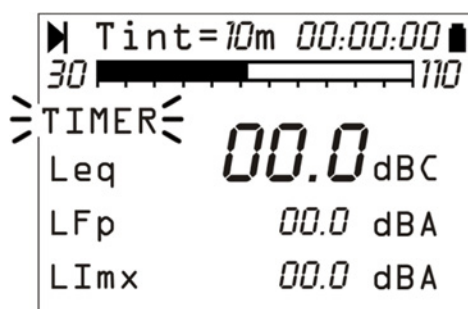 Tint=10m 00:00:00
30 110
TIMER
Leq 00.0 dBC
LFp 00.0 dBA
LImx 00.0 dBA